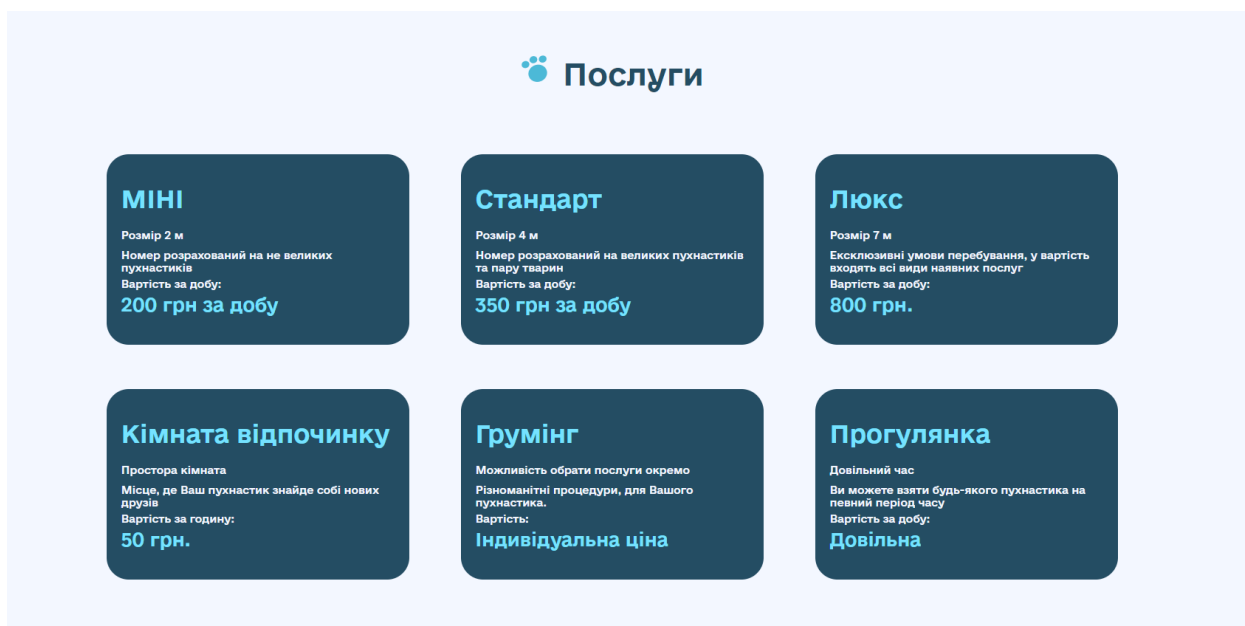 Послуги
МІНІ
Розмір 2 м
Номер розрахований на не великих
пухнастиків
Вартість за добу:
200 грн за добу
Стандарт
Розмір 4 м
Номер розрахований на великих пухнастиків
та пару тварин
Вартість за добу:
350 грн за добу
Люкс
Розмір 7 м
Ексклюзивні умови перебування, у вартість
входять всі види наявних послуг
Вартість за добу:
800 грн.
Кімната відпочинку
Простора кімната
Місце, де Ваш пухнастик знайде собі нових
друзів
Вартість за годину:
50 грн.
Грумінг
Можливість обрати послуги окремо
Різноманітні процедури, для Вашого
пухнастика.
Вартість:
Індивідуальна ціна
Прогулянка
Довільний час
Ви можете взяти будь-якого пухнастика на
певний період часу
Вартість за добу:
Довільна